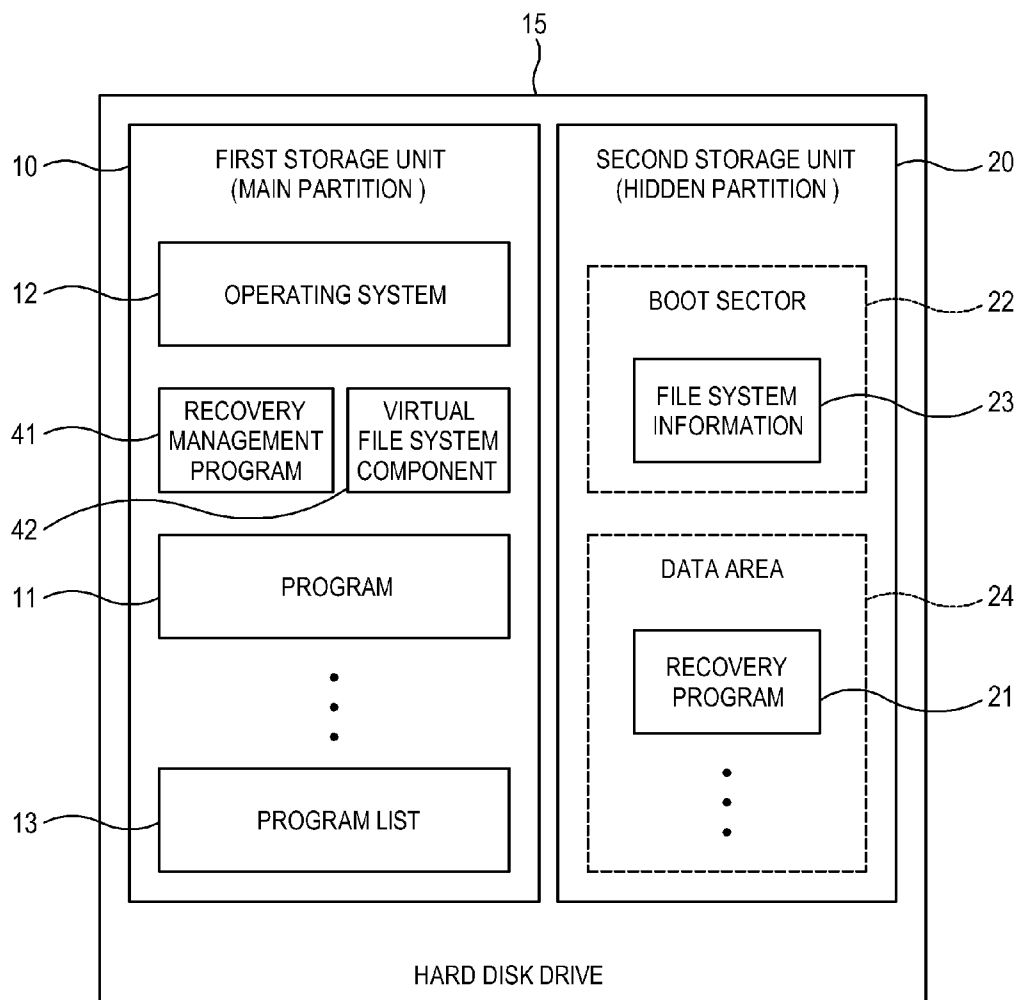 15
10
FIRST STORAGE UNIT
(MAIN PARTITION )
SECOND STORAGE UNIT
(HIDDEN PARTITION )
20
12
OPERATING SYSTEM
BOOT SECTOR
22
FILE SYSTEM
INFORMATION
23
41
RECOVERY
MANAGEMENT
PROGRAM
VIRTUAL
FILE SYSTEM
COMPONENT
42
11
PROGRAM
DATA AREA
24
RECOVERY
PROGRAM
21
13
PROGRAM LIST
HARD DISK DRIVE